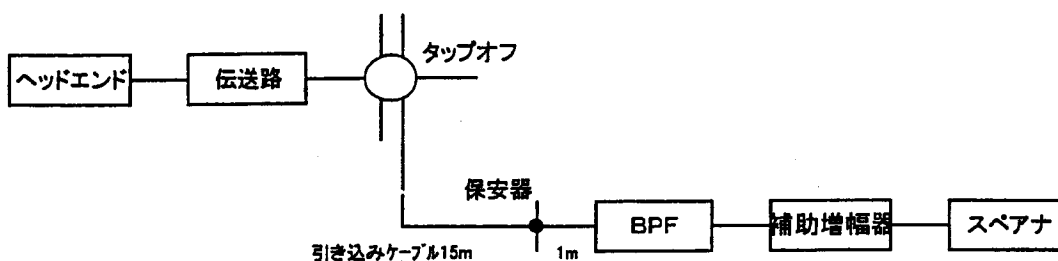 タップオフ
ヘッドエンド
伝送路
保安器
BPF
補助増幅器
スペアナ
引き込みケーブル15m
1m